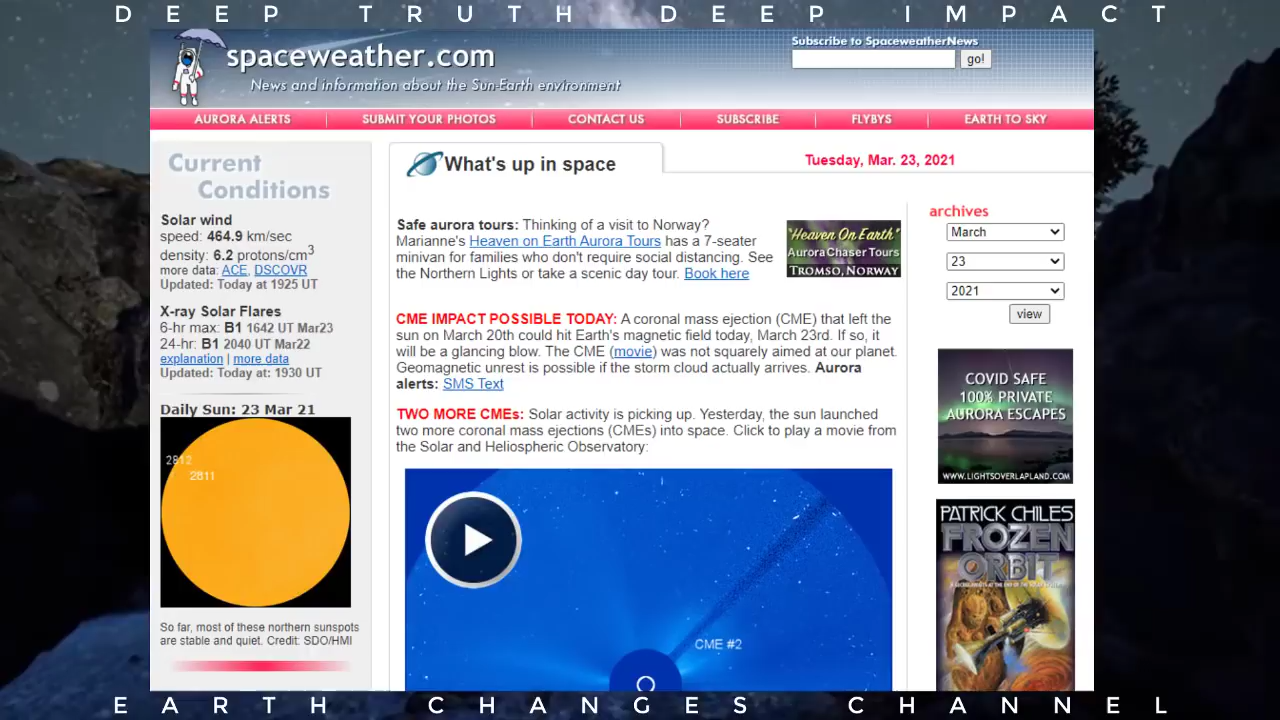 DEEP TRUTH DEEP IMPACT
spaceweather.com
News and information about the Sun-Earth environment
Subscribe to SpaceweatherNews
go!
AURORA ALERTS
SUBMIT YOUR PHOTOS
CONTACT US
SUBSCRIBE
FLYBYS
EARTH TO SKY
Current
Conditions
Solar wind
speed: 464.9 km/sec
density: 6.2 protons/cm3
more data: ACE, DSCOVR
Updated: Today at 1925 UT
X-ray Solar Flares
6-hr max: B1 1642 UT Mar23
24-hr: B1 2040 UT Mar22
explanation | more data
Updated: Today at: 1930 UT
Daily Sun: 23 Mar 21
2812
2811
So far, most of these northern sunspots
are stable and quiet. Credit: SDO/HMI
What's up in space
Tuesday, Mar. 23, 2021
Safe aurora tours: Thinking of a visit to Norway?
Marianne's Heaven on Earth Aurora Tours has a 7-seater
minivan for families who don't require social distancing. See
the Northern Lights or take a scenic day tour. Book here
"Heaven On Earth"
Aurora Chaser Tours
TROMSO, NORWAY
CME IMPACT POSSIBLE TODAY: A coronal mass ejection (CME) that left the
sun on March 20th could hit Earth's magnetic field today, March 23rd. If so, it
will be a glancing blow. The CME (movie) was not squarely aimed at our planet.
Geomagnetic unrest is possible if the storm cloud actually arrives. Aurora
alerts: SMS Text
TWO MORE CMEs: Solar activity is picking up. Yesterday, the sun launched
two more coronal mass ejections (CMEs) into space. Click to play a movie from
the Solar and Heliospheric Observatory:
CME #2
archives
March
23
2021
view
COVID SAFE
100% PRIVATE
AURORA ESCAPES
WWW.LIGHTSOVERLAPLAND.COM
PATRICK CHILES
FROZEN
ORBIT
EARTH CHANGES CHANNEL